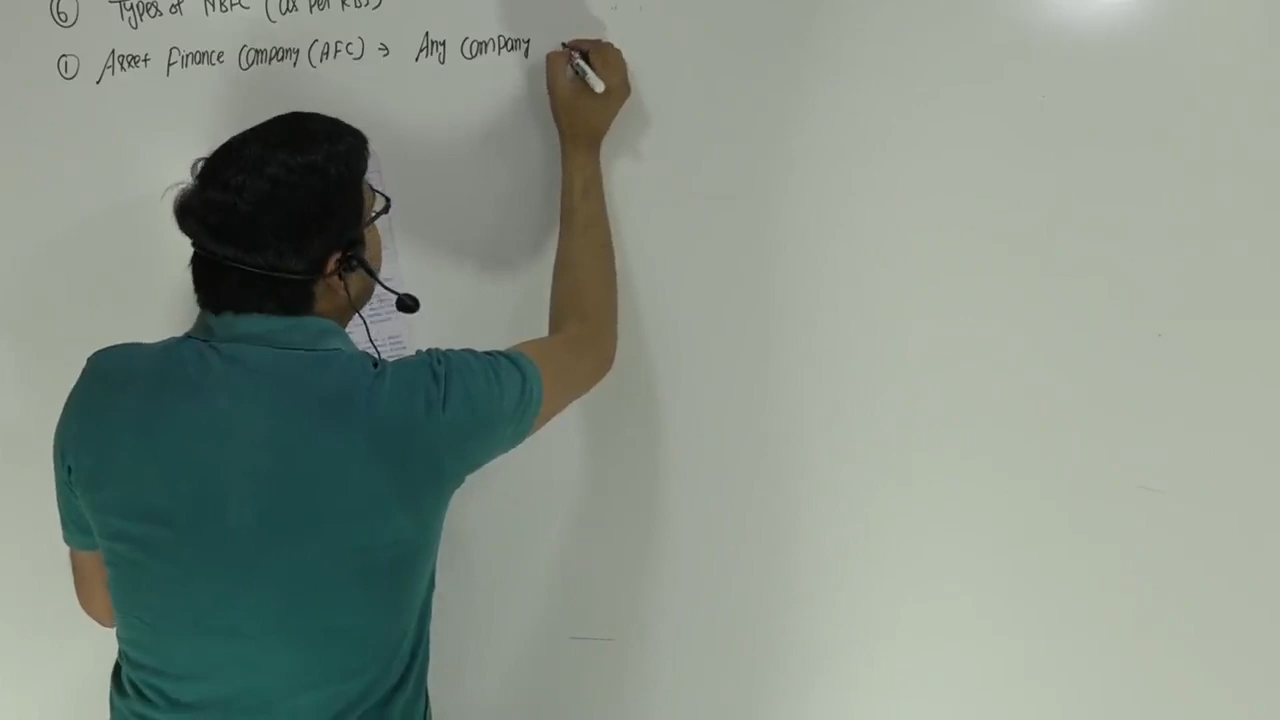 ⑥ Types of NBFC (as per RBI)
① Asset Finance Company (AFC) → Any Company